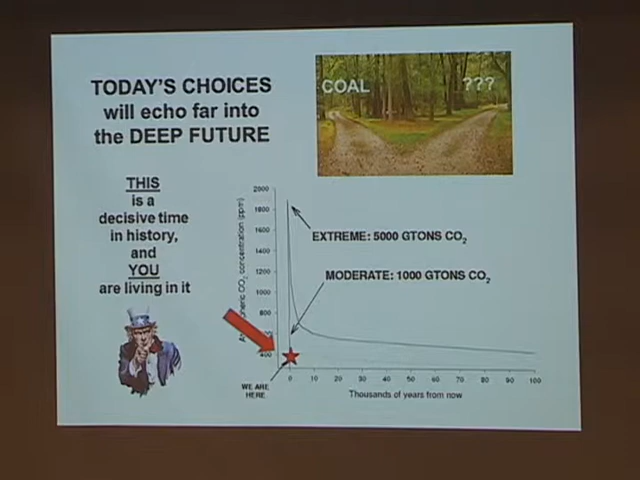 TODAY'S CHOICES
will echo far into
the DEEP FUTURE
COAL
???
THIS
is a
decisive time
in history,
and
YOU
are living in it
2000
1800
1600
1400
1200
1000
800
400
CO2 concentration (ppm)
EXTREME: 5000 GTONS CO2
MODERATE: 1000 GTONS CO2
WE ARE
HERE
0 10 20 30 40 50 60 70 80 90 100
Thousands of years from now